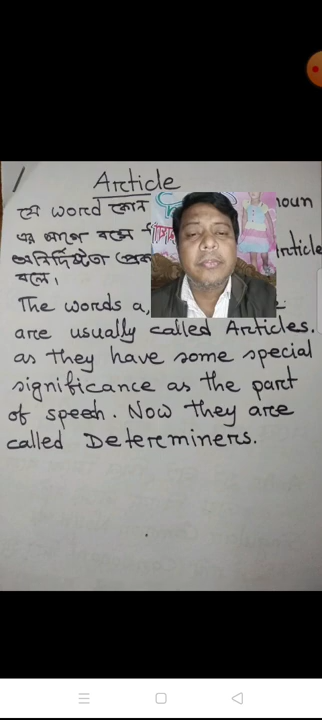 Article
যে word কোন noun
এর আগে বসে
অনির্দিষ্টতা Article
বলে।
The words a,
are usually called Articles.
as they have some special
significance as the part
of speech. Now they are
called Determiners.